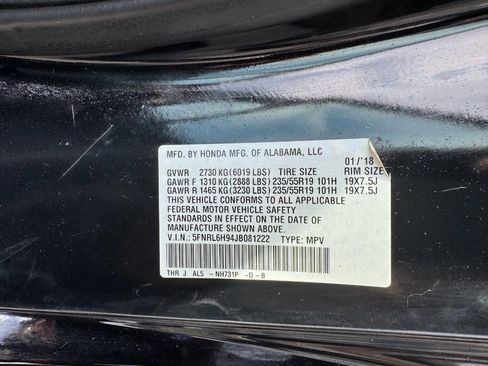 MFD. BY HONDA MFG. OF ALABAMA, LLC 01/'18
GVWR 2730 KG(6019 LBS) TIRE SIZE RIM SIZE
GAWR F 1310 KG(2888 LBS) 235/55R19 101H 19X7.5J
GAWR R 1465 KG(3230 LBS) 235/55R19 101H 19X7.5J
THIS VEHICLE CONFORMS TO ALL APPLICABLE
FEDERAL MOTOR VEHICLE SAFETY
STANDARDS IN EFFECT ON THE DATE OF
MANUFACTURE SHOWN ABOVE.
V.I.N.: 5FNRL6H94JB081222 TYPE: MPV
THR J AL5 -NH731P -D-B